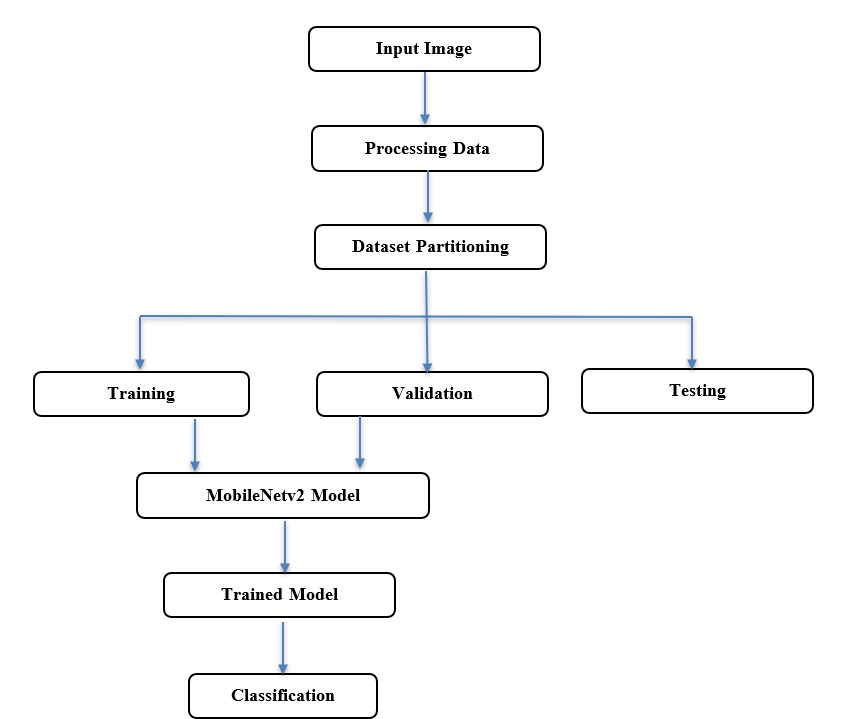 Input Image
Processing Data
Dataset Partitioning
Training
Validation
Testing
MobileNetv2 Model
Trained Model
Classification